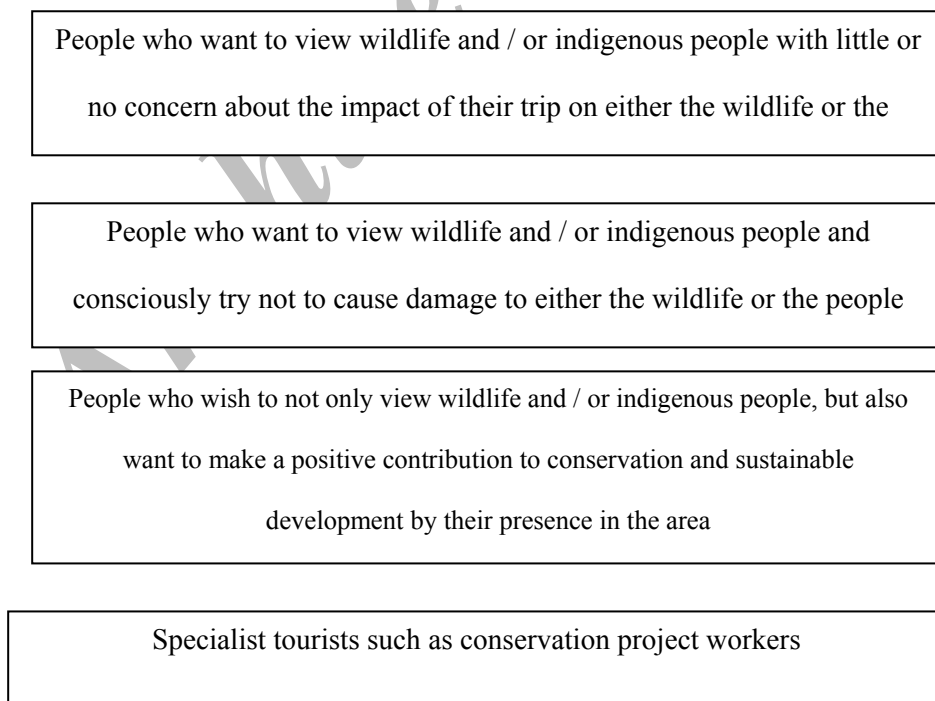 People who want to view wildlife and / or indigenous people with little or
no concern about the impact of their trip on either the wildlife or the
People who want to view wildlife and / or indigenous people and
consciously try not to cause damage to either the wildlife or the people
People who wish to not only view wildlife and / or indigenous people, but also
want to make a positive contribution to conservation and sustainable
development by their presence in the area
Specialist tourists such as conservation project workers